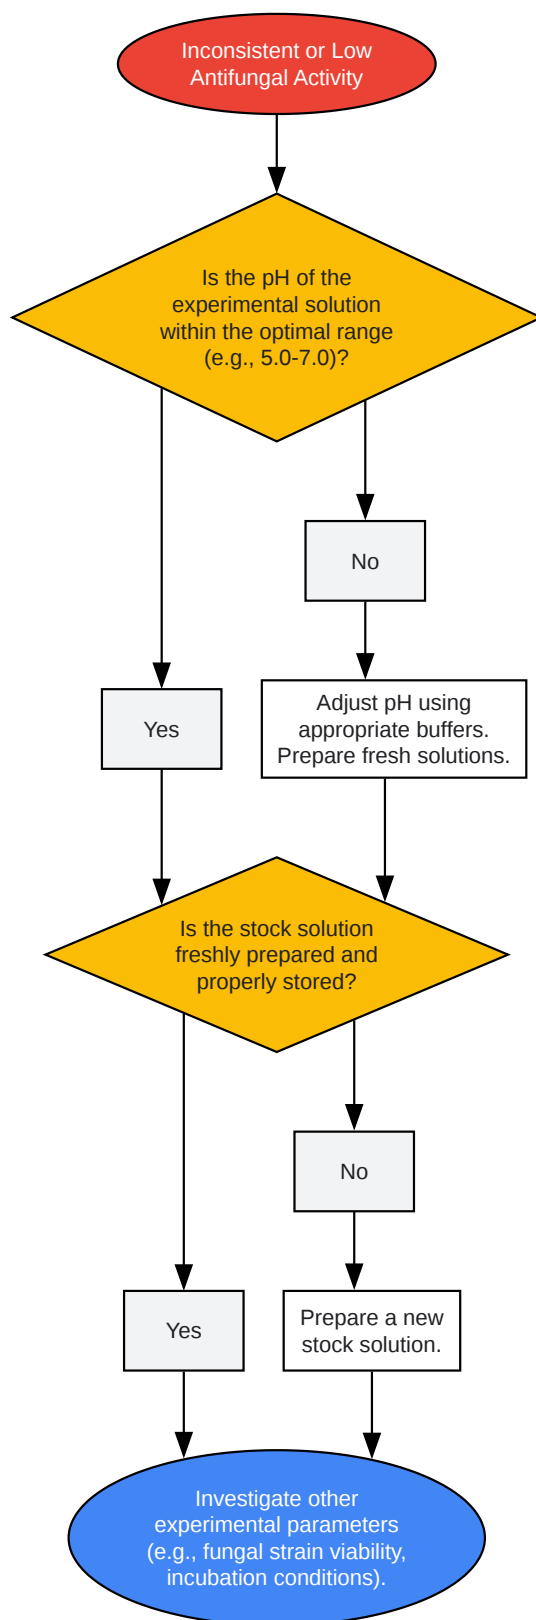 Inconsistent or Low
Antifungal Activity
Is the pH of the
experimental solution
within the optimal range
(e.g., 5.0-7.0)?
No
Adjust pH using
appropriate buffers.
Prepare fresh solutions.
Yes
Is the stock solution
freshly prepared and
properly stored?
No
Yes
Prepare a new
stock solution.
Investigate other
experimental parameters
(e.g., fungal strain viability,
incubation conditions).